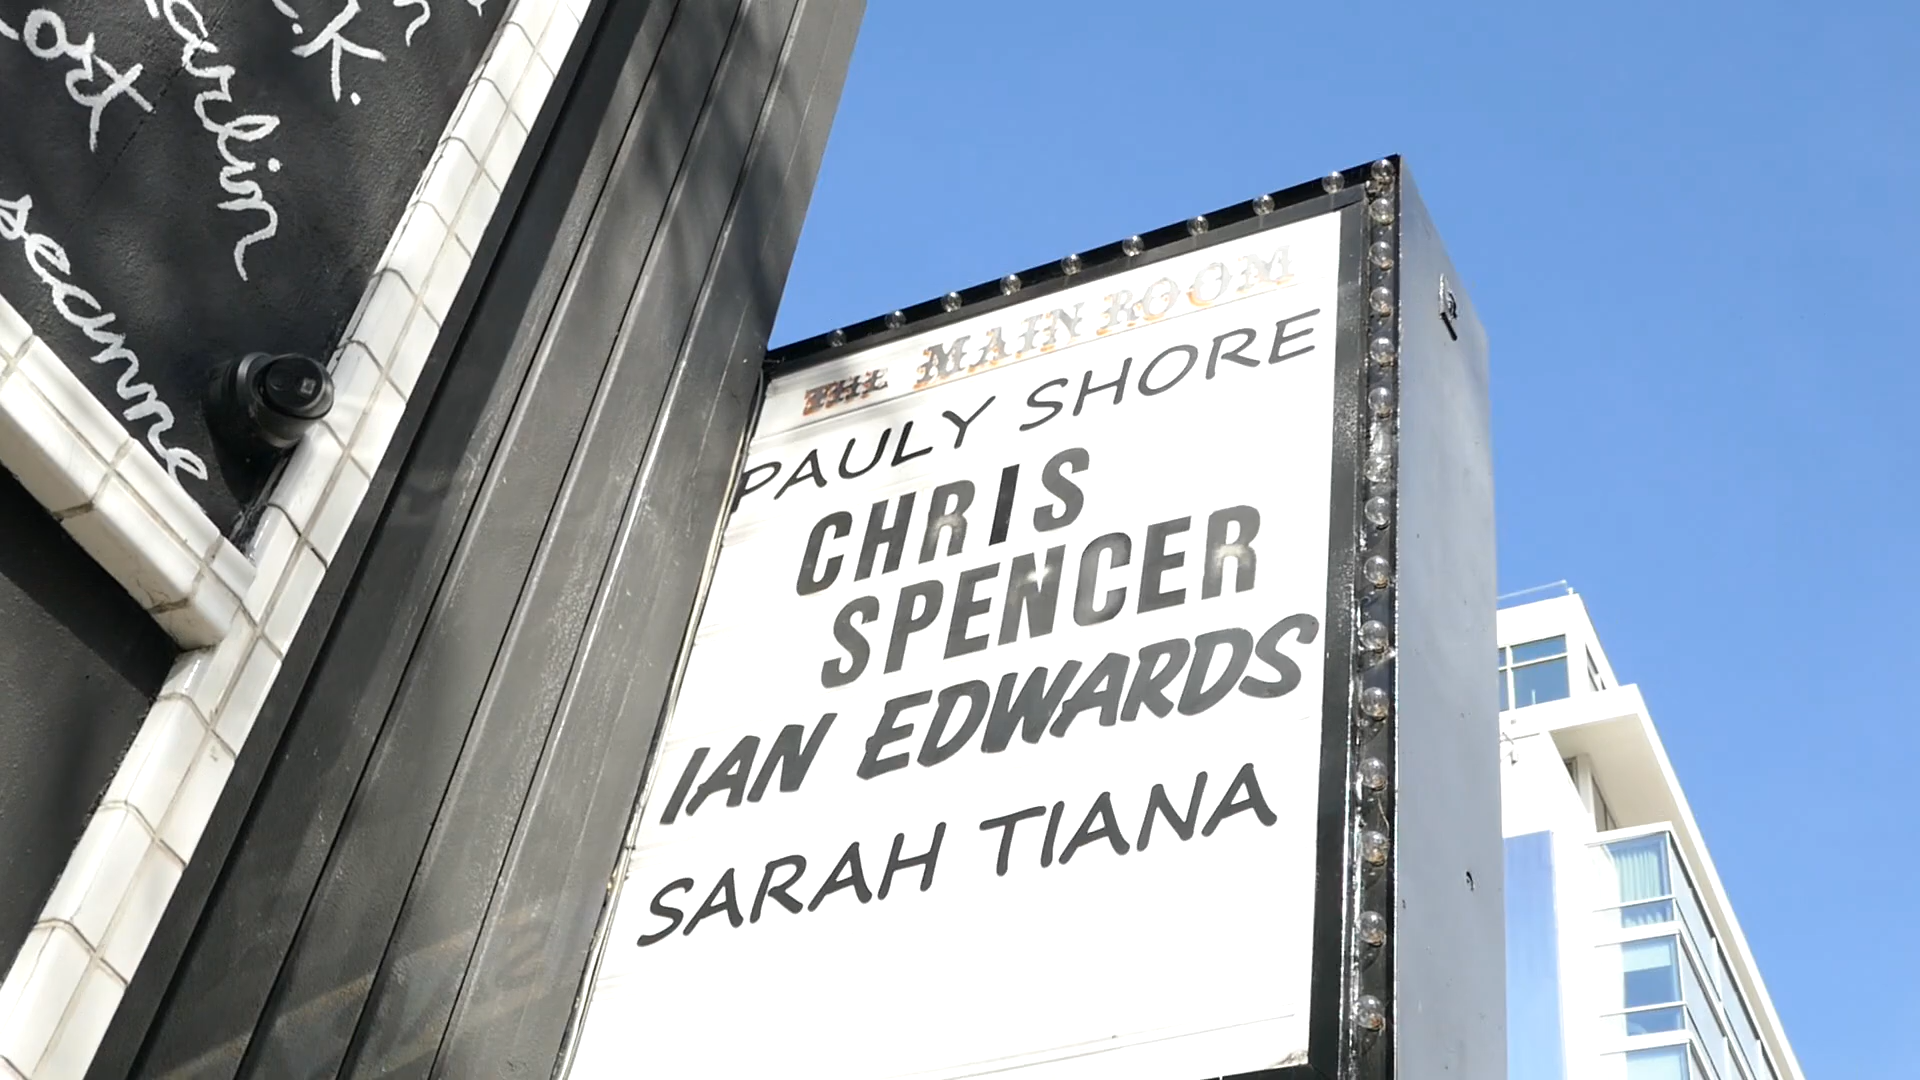 THE MAIN ROOM
PAULY SHORE
CHRIS
SPENCER
IAN EDWARDS
SARAH TIANA